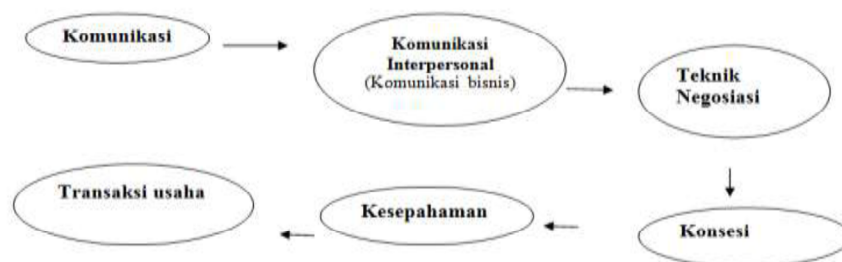 Komunikasi
Komunikasi
Interpersonal
(Komunikasi bisnis)
Teknik
Negosiasi
Konsesi
Kesepahaman
Transaksi usaha